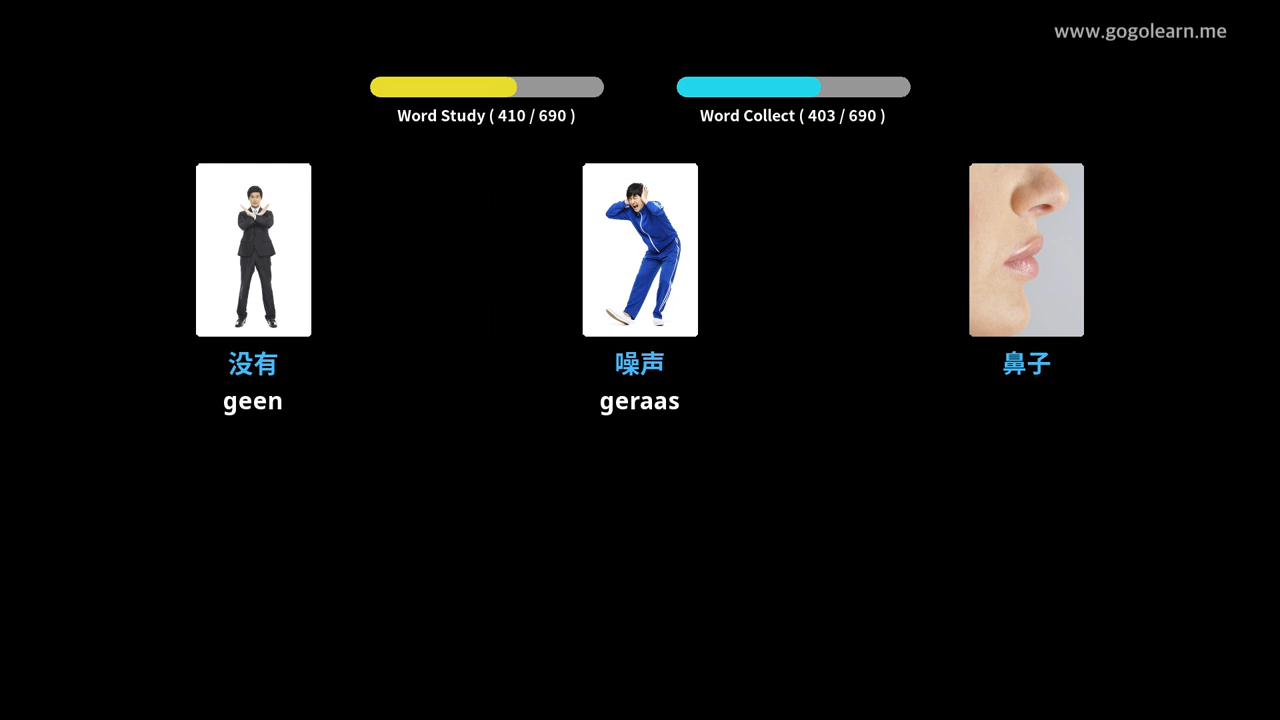 www.gogolearn.me
Word Study ( 410 / 690 )
Word Collect ( 403 / 690 )
没有
噪声
鼻子
geen
geraas